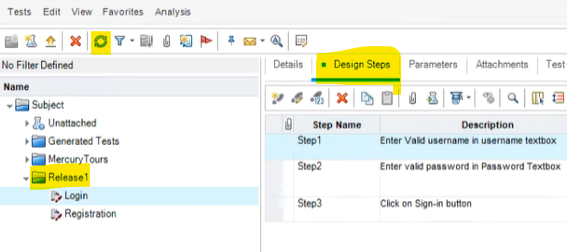 Tests Edit View Favorites Analysis
No Filter Defined
Name
Subject
Unattached
Generated Tests
MercuryTours
Release1
Login
Registration
Details Design Steps Parameters Attachments Test
Step Name Description
Step1 Enter Valid username in username textbox
Step2 Enter valid password in Password Textbox
Step3 Click on Sign-in button